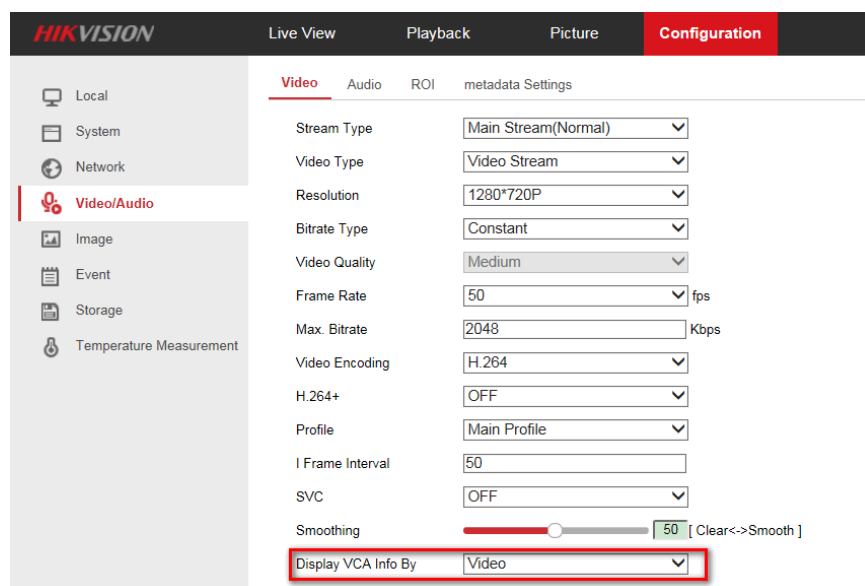 HIKVISION Live View Playback Picture Configuration
Local
System
Network
Video/Audio
Image
Event
Storage
Temperature Measurement
Video Audio ROI metadata Settings
Stream Type Main Stream(Normal)
Video Type Video Stream
Resolution 1280*720P
Bitrate Type Constant
Video Quality Medium
Frame Rate 50 fps
Max. Bitrate 2048 Kbps
Video Encoding H.264
H.264+ OFF
Profile Main Profile
I Frame Interval 50
SVC OFF
Smoothing 50 [ Clear<->Smooth ]
Display VCA Info By Video